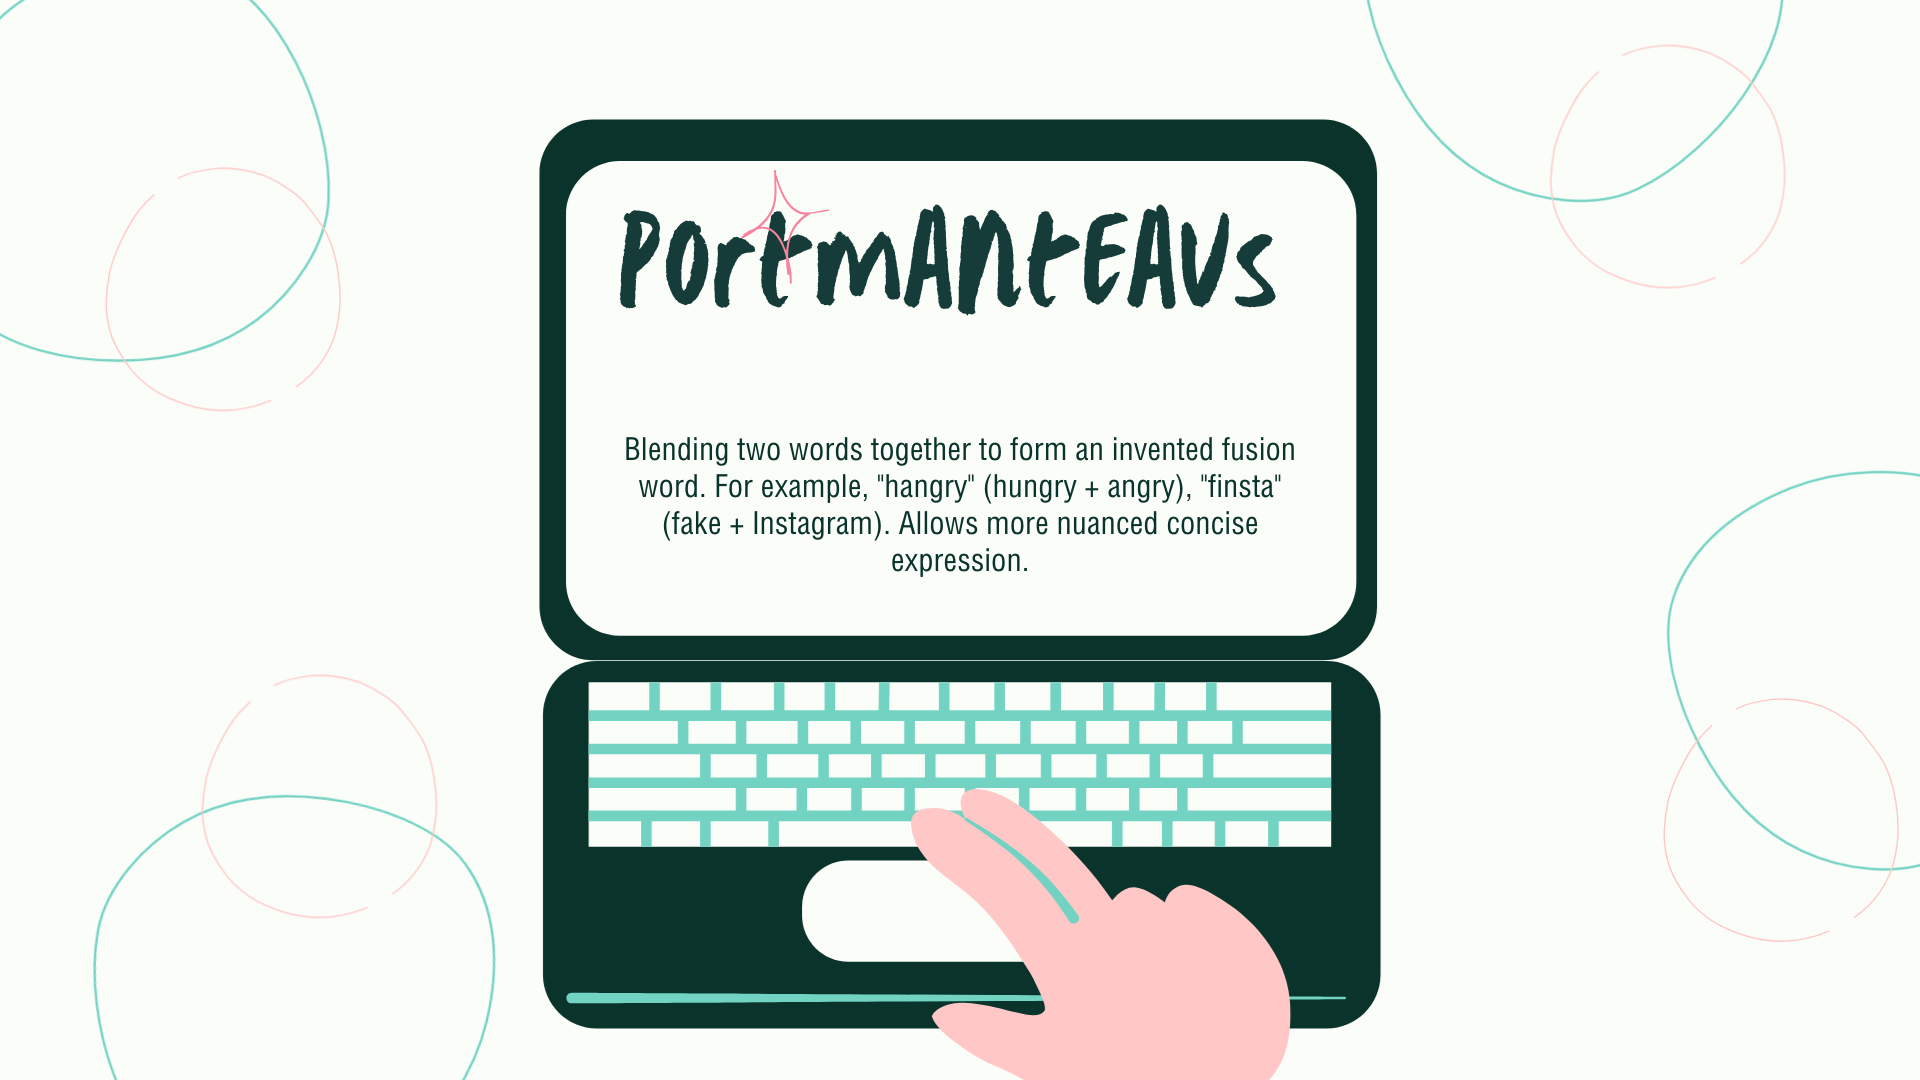 PortmANtEAUs
Blending two words together to form an invented fusion
word. For example, "hangry" (hungry + angry), "finsta"
(fake + Instagram). Allows more nuanced concise
expression.